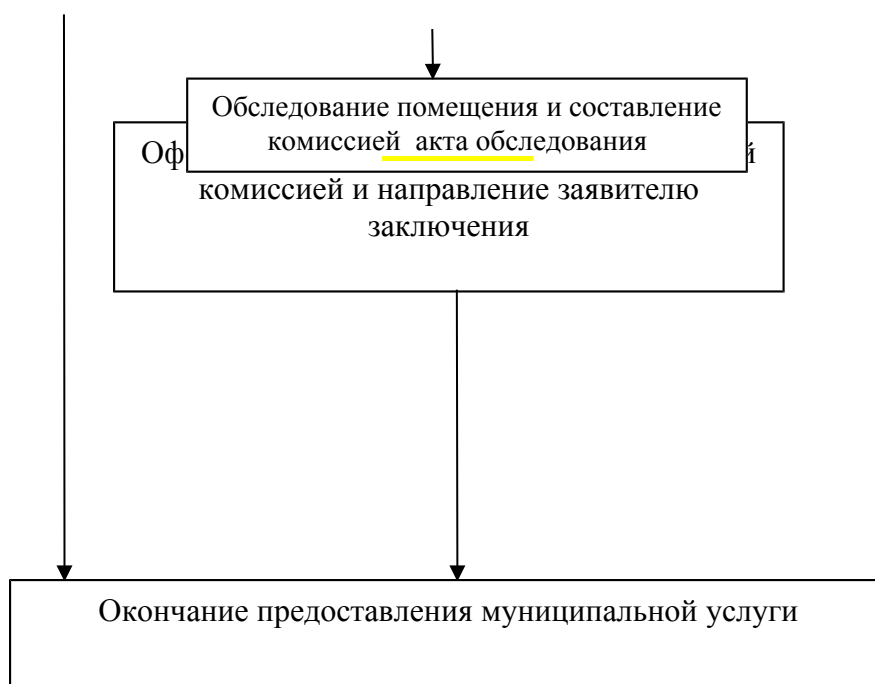 Обследование помещения и составление
комиссией акта обследования
комиссией и направление заявителю
заключения
Окончание предоставления муниципальной услуги